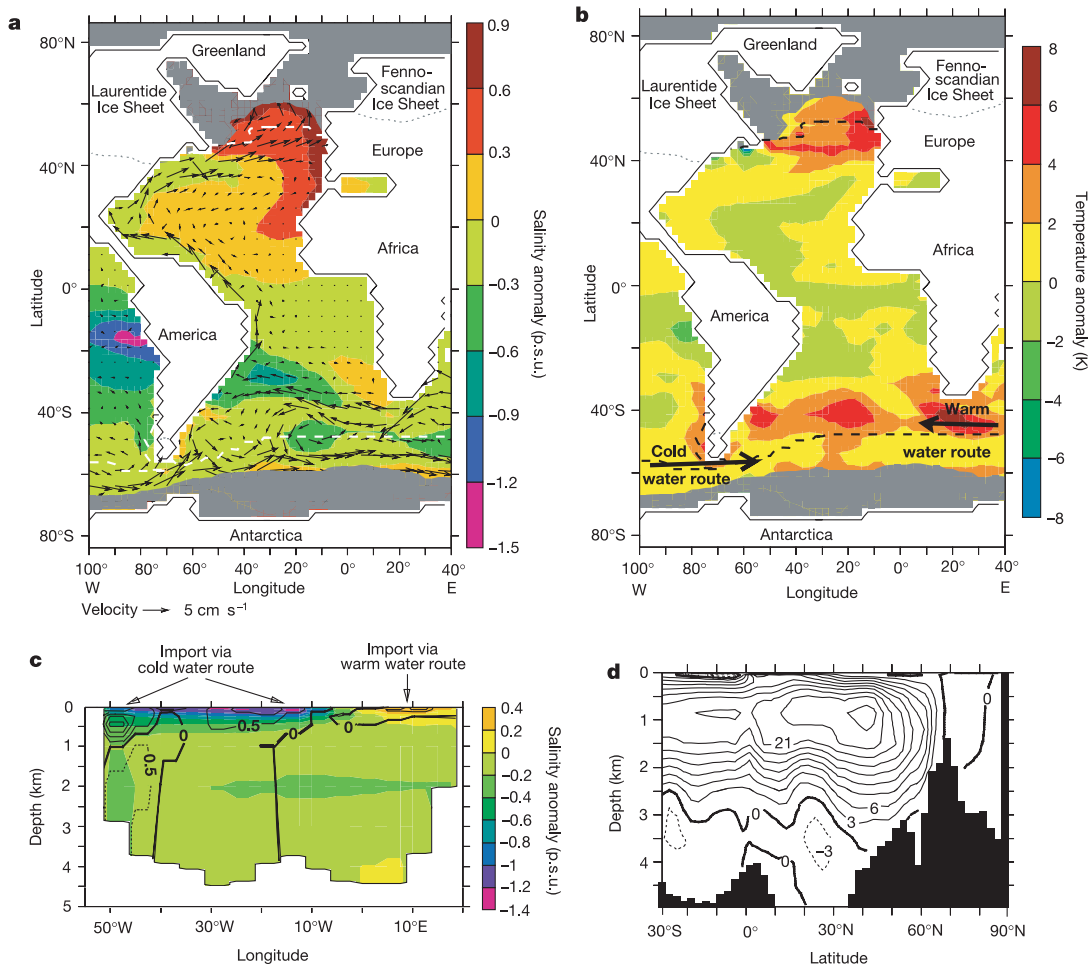 a
80°N
40°N
0°
40°S
80°S
Latitude
Greenland
Laurentide
Ice Sheet
Fenno-
scandian
Ice Sheet
Europe
Africa
America
Antarctica
100° 80° 60° 40° 20° 0° 20° 40°
W Longitude E
Velocity 5 cm s⁻¹
0.9
0.6
0.3
0
−0.3
−0.6
−0.9
−1.2
−1.5
Salinity anomaly (p.s.u.)
b
80°N
40°N
0°
40°S
80°S
Latitude
Greenland
Laurentide
Ice Sheet
Fenno-
scandian
Ice Sheet
Europe
Africa
America
Warm
water route
Cold
water route
Antarctica
100° 80° 60° 40° 20° 0° 20° 40°
W Longitude E
8
6
4
2
0
−2
−4
−6
−8
Temperature anomaly (K)
c
Import via
cold water route
Import via
warm water route
0
1
2
3
4
5
Depth (km)
0
0.5
0
0
0.5
50°W 30°W 10°W 10°E
Longitude
0.4
0.2
0
−0.2
−0.4
−0.6
−0.8
−1
−1.2
−1.4
Salinity anomaly (p.s.u.)
d
0
1
2
3
4
Depth (km)
0
21
6
3
0
−3
0
30°S 0° 30°N 60°N 90°N
Latitude